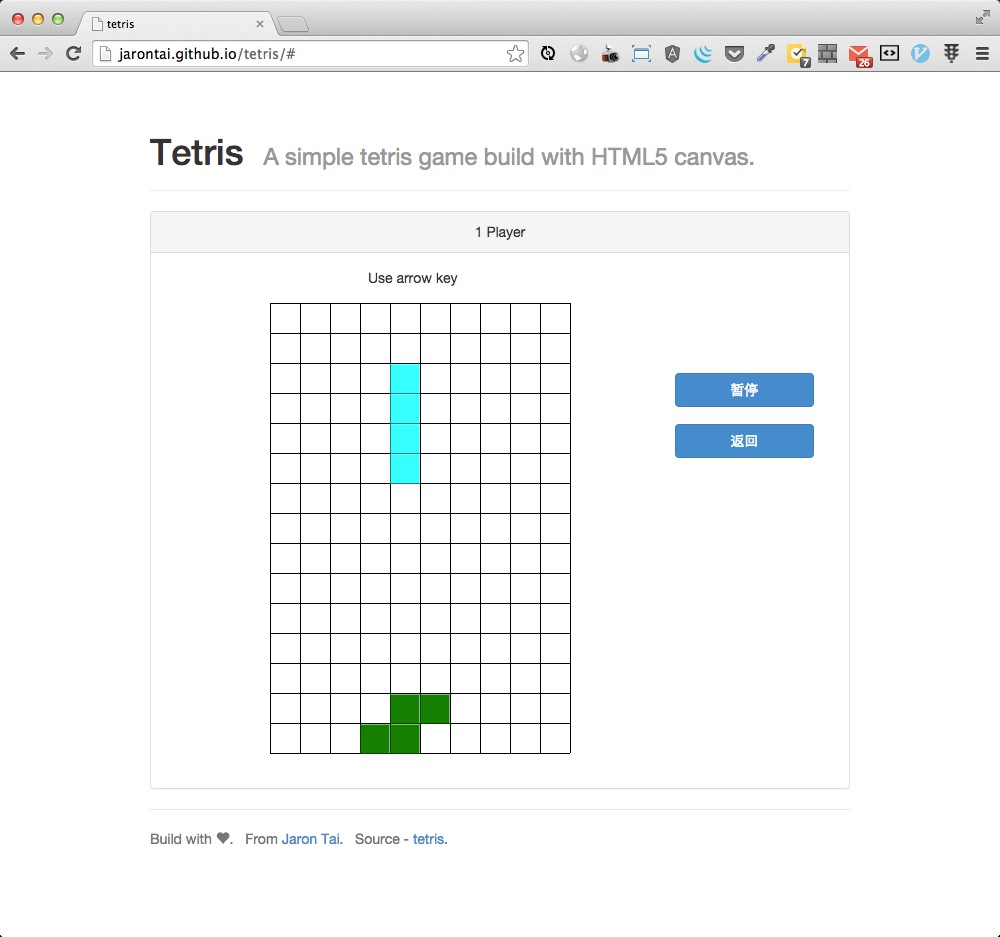 tetris
jarontai.github.io/tetris/#
7
26
Tetris A simple tetris game build with HTML5 canvas.
1 Player
Use arrow key
暂停
返回
Build with ♥. From Jaron Tai. Source - tetris.